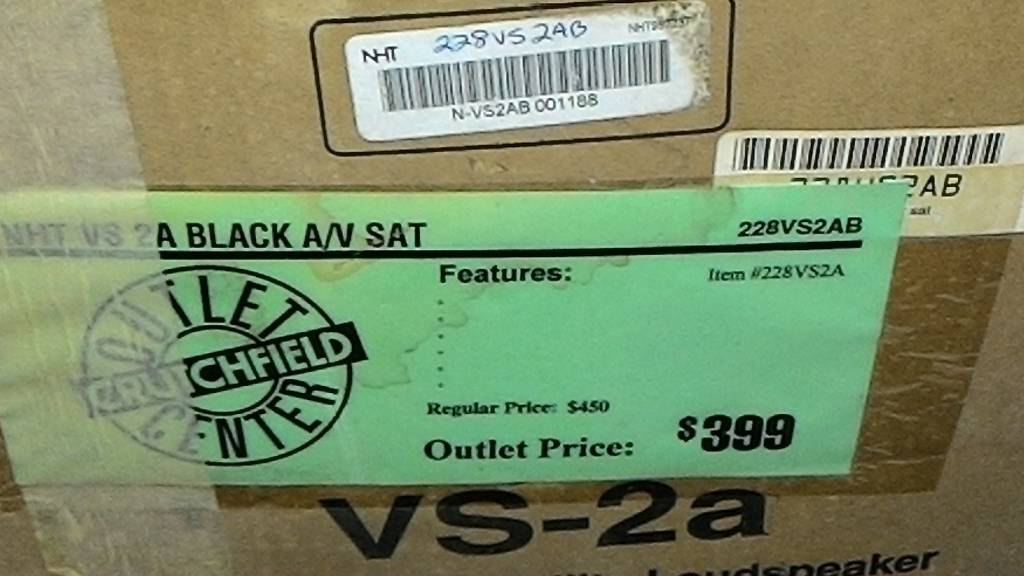 NHT 228VS2AB
N-VS2AB 001188
sat
NHT VS 2A BLACK A/V SAT 228VS2AB
Features: Item #228VS2A
OUTLET
CRUTCHFIELD
CENTER
Regular Price: $450
Outlet Price: $399
VS-2a
Loudspeaker